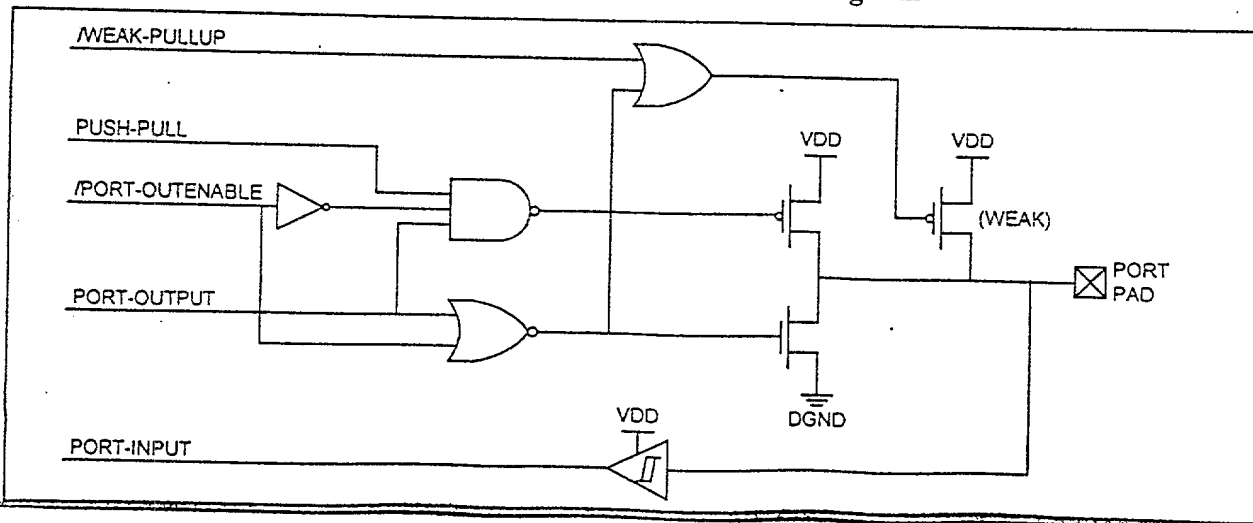 /WEAK-PULLUP
PUSH-PULL
/PORT-OUTENABLE
PORT-OUTPUT
PORT-INPUT
VDD
VDD
(WEAK)
PORT
PAD
DGND
VDD